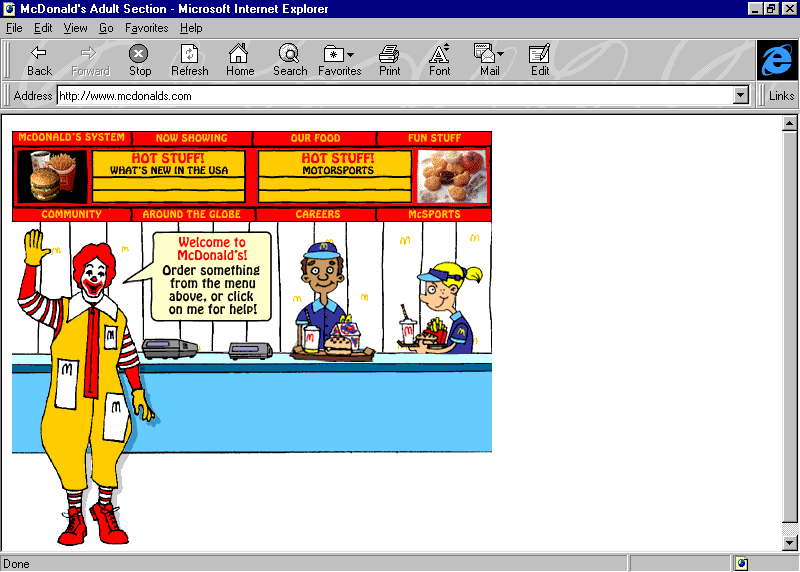 McDonald's Adult Section - Microsoft Internet Explorer
File Edit View Go Favorites Help
Back Forward Stop Refresh Home Search Favorites Print Font Mail Edit
Address http://www.mcdonalds.com Links
McDONALD'S SYSTEM NOW SHOWING OUR FOOD FUN STUFF
HOT STUFF! HOT STUFF!
WHAT'S NEW IN THE USA MOTORSPORTS
COMMUNITY AROUND THE GLOBE CAREERS McSPORTS
Welcome to
McDonald's!
Order something
from the menu
above, or click
on me for help!
Done